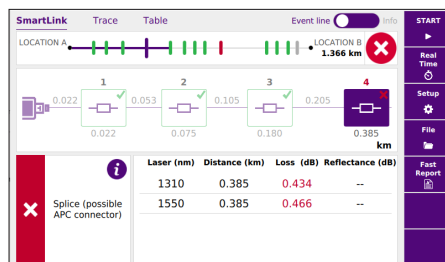 SmartLink Trace Table Event line Info
LOCATION A
LOCATION B
1.366 km
1 2 3 4
0.022 0.053 0.105 0.205
0.022 0.075 0.180 0.385
km
i
Splice (possible
APC connector)
Laser (nm) Distance (km) Loss (dB) Reflectance (dB)
1310 0.385 0.434 --
1550 0.385 0.466 --
START
Real
Time
Setup
File
Fast
Report